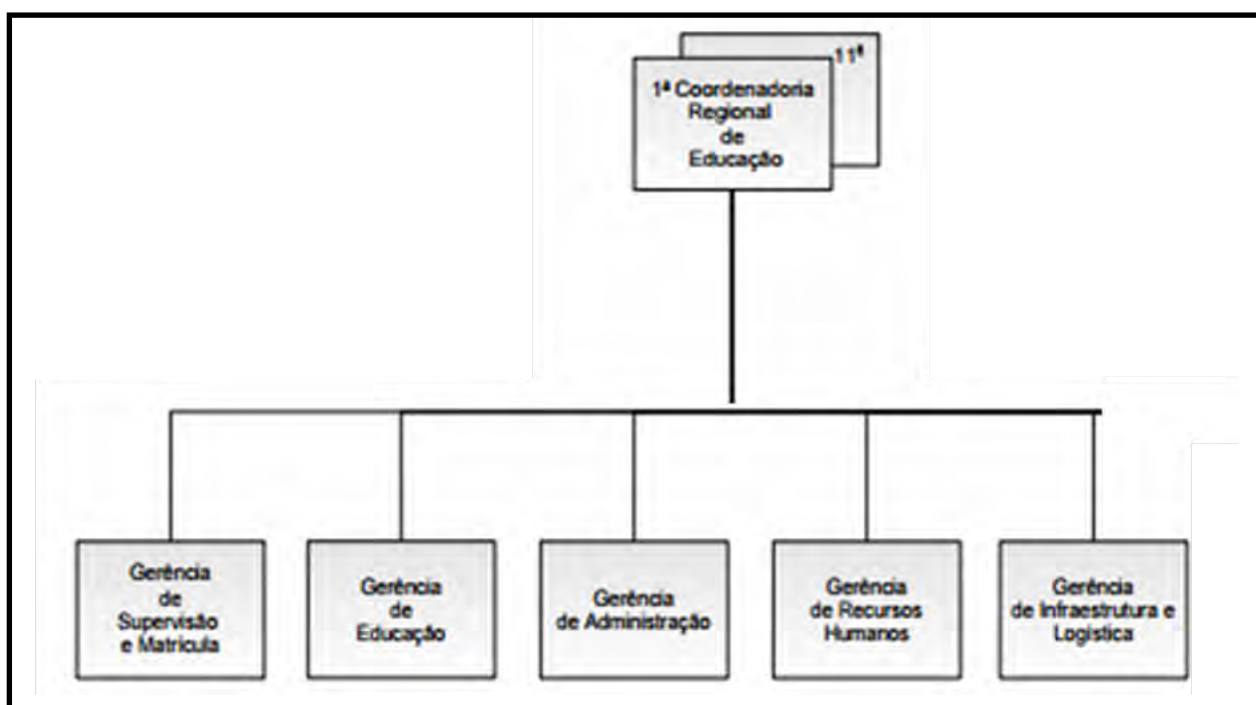 11ª
1ª Coordenadoria
Regional
de
Educação
Gerência
de
Supervisão
e Matrícula
Gerência
de
Educação
Gerência
de Administração
Gerência
de Recursos
Humanos
Gerência
de Infraestrutura e
Logística